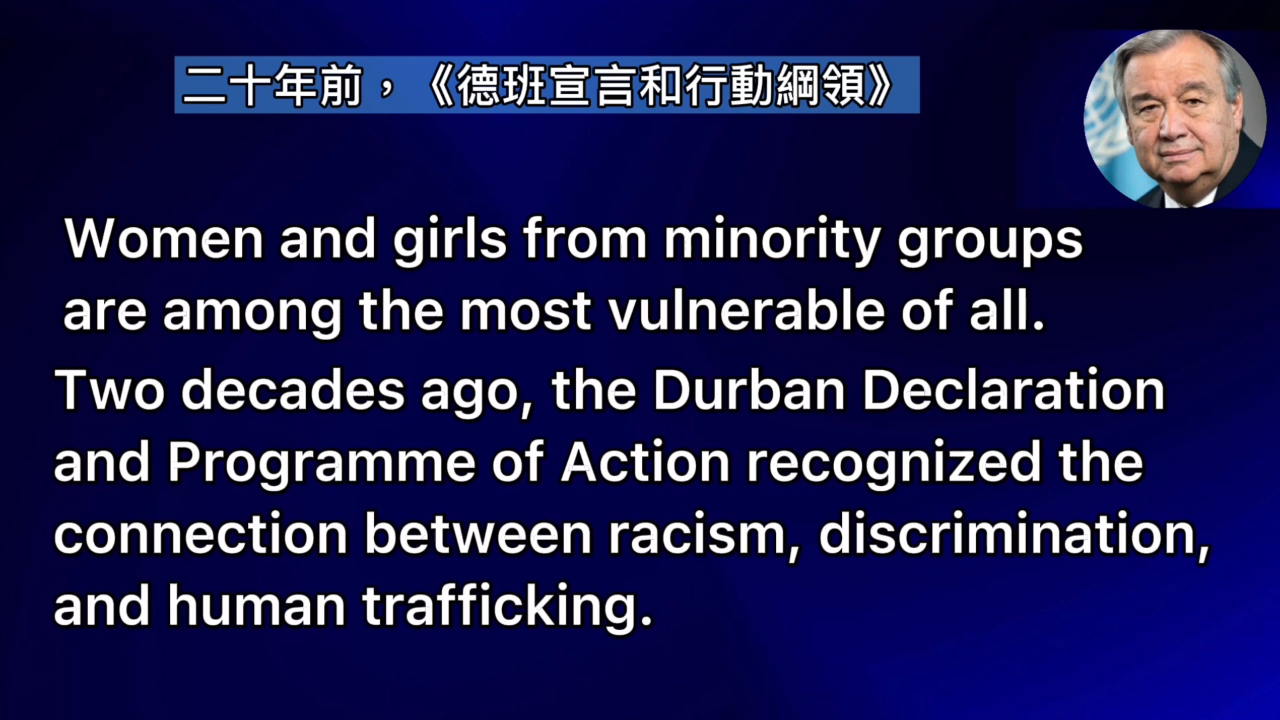 二十年前，《德班宣言和行動綱領》
Women and girls from minority groups
are among the most vulnerable of all.
Two decades ago, the Durban Declaration
and Programme of Action recognized the
connection between racism, discrimination,
and human trafficking.